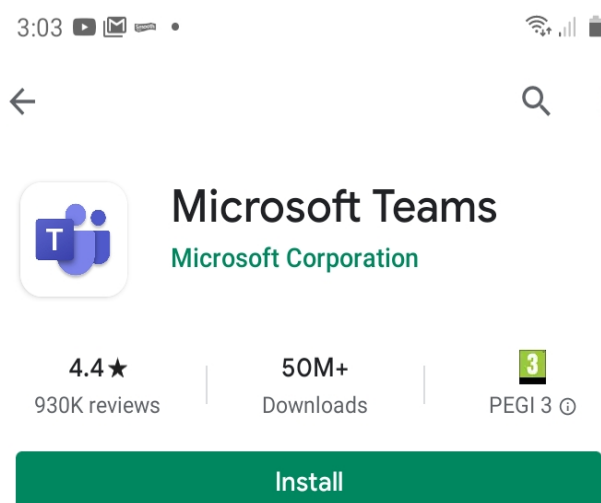 3:03
Microsoft Teams
Microsoft Corporation
T
4.4★ 50M+ 3
930K reviews Downloads PEGI 3
Install